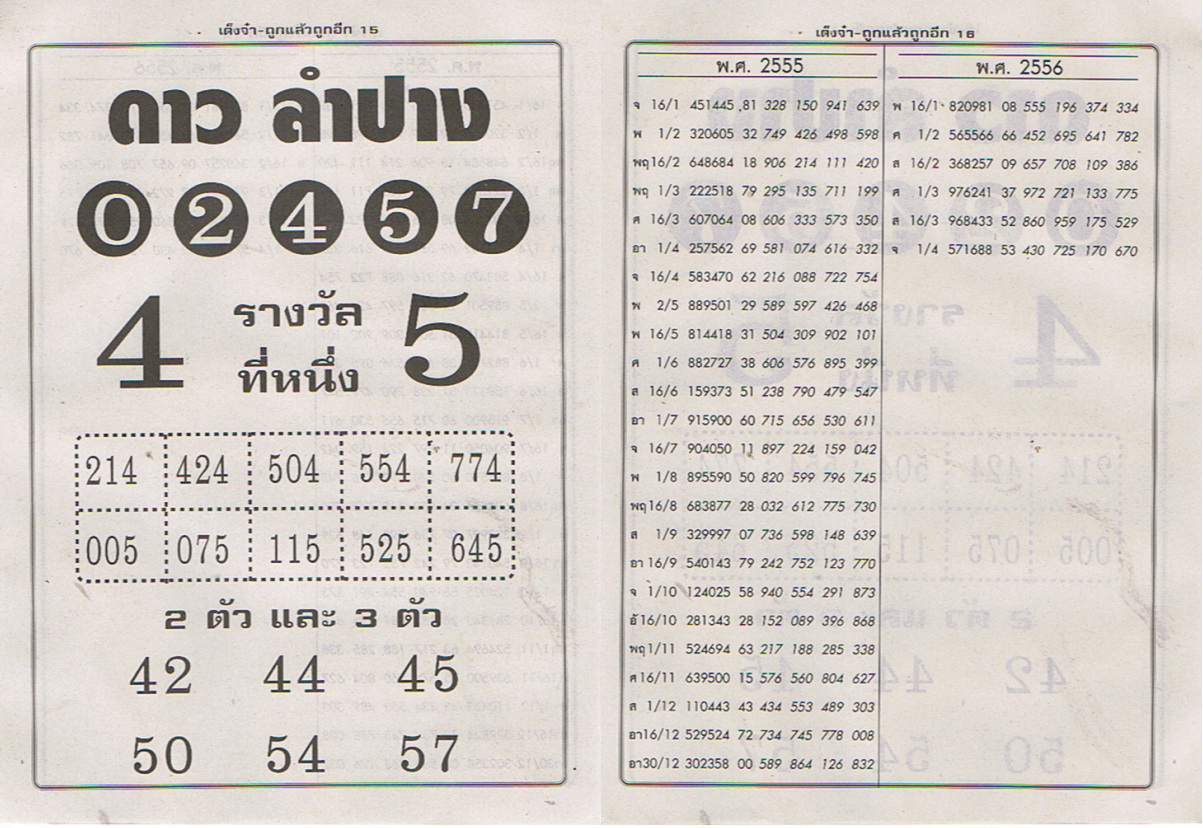 เต็งจ๋า-ถูกแล้วถูกอีก 15
ดาว ลำปาง
0 2 4 5 7
4 รางวัลที่หนึ่ง 5
214 424 504 554 774
005 075 115 525 645
2 ตัว และ 3 ตัว
42 44 45
50 54 57
เต็งจ๋า-ถูกแล้วถูกอีก 16
พ.ศ. 2555
จ 16/1 451445 81 328 150 941 639
พ 1/2 320605 32 749 426 498 598
พฤ16/2 648684 18 906 214 111 420
พฤ 1/3 222518 79 295 135 711 199
ศ 16/3 607064 08 606 333 573 350
อา 1/4 257562 69 581 074 616 332
จ 16/4 583470 62 216 088 722 754
พ 2/5 889501 29 589 597 426 468
พ 16/5 814418 31 504 309 902 101
ศ 1/6 882727 38 606 576 895 399
ส 16/6 159373 51 238 790 479 547
อา 1/7 915900 60 715 656 530 611
จ 16/7 904050 11 897 224 159 042
พ 1/8 895590 50 820 599 796 745
พฤ16/8 683877 28 032 612 775 730
ส 1/9 329997 07 736 598 148 639
อา16/9 540143 79 242 752 123 770
จ 1/10 124025 58 940 554 291 873
อ้16/10 281343 28 152 089 396 868
พฤ1/11 524694 63 217 188 285 338
ศ 16/11 639500 15 576 560 804 627
ส 1/12 110443 43 434 553 489 303
อา16/12 529524 72 734 745 778 008
อา30/12 302358 00 589 864 126 832
พ.ศ. 2556
พ 16/1 820981 08 555 196 374 334
ศ 1/2 565566 66 452 695 641 782
ส 16/2 368257 09 657 708 109 386
ศ 1/3 976241 37 972 721 133 775
ส 16/3 968433 52 860 959 175 529
จ 1/4 571688 53 430 725 170 670